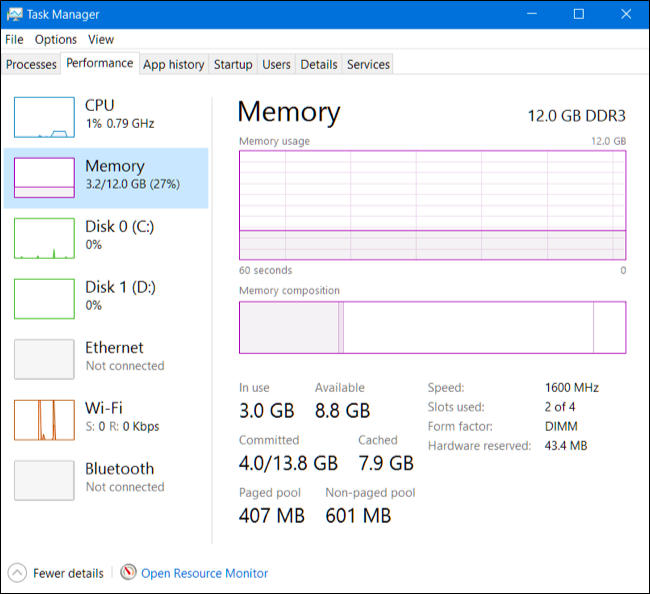 Task Manager
File Options View
Processes Performance App history Startup Users Details Services
CPU
1% 0.79 GHz
Memory
3.2/12.0 GB (27%)
Disk 0 (C:)
0%
Disk 1 (D:)
0%
Ethernet
Not connected
Wi-Fi
S: 0 R: 0 Kbps
Bluetooth
Not connected
Memory 12.0 GB DDR3
Memory usage 12.0 GB
60 seconds 0
Memory composition
In use Available
3.0 GB 8.8 GB
Committed Cached
4.0/13.8 GB 7.9 GB
Paged pool Non-paged pool
407 MB 601 MB
Speed: 1600 MHz
Slots used: 2 of 4
Form factor: DIMM
Hardware reserved: 43.4 MB
Fewer details Open Resource Monitor